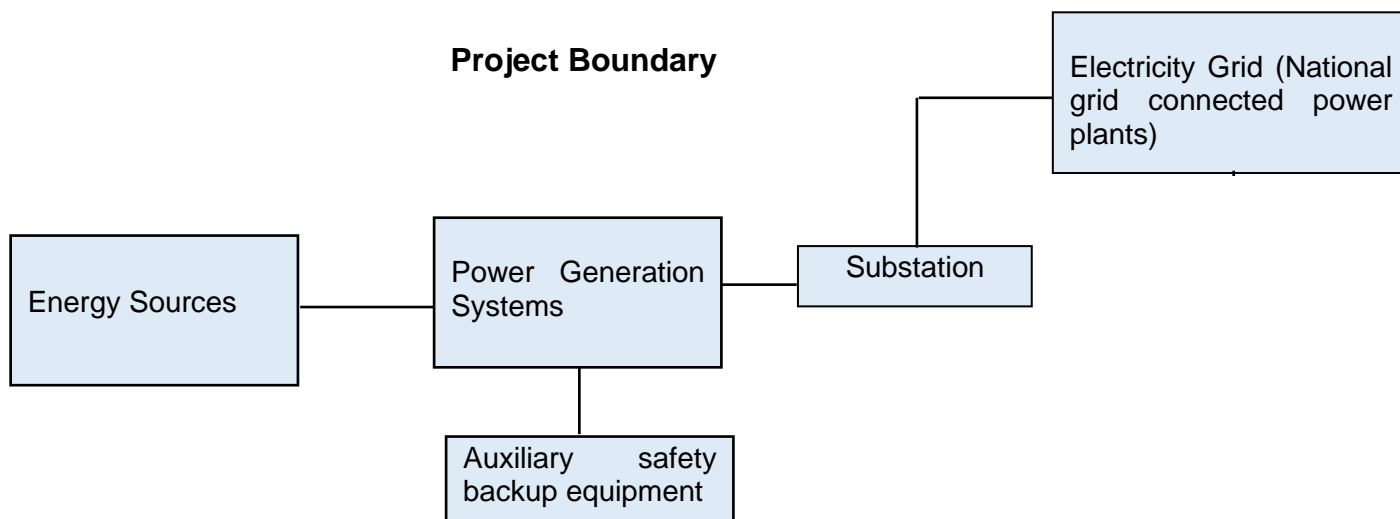 Project Boundary
Electricity Grid (National
grid connected power
plants)
Energy Sources
Power Generation
Systems
Substation
Auxiliary safety
backup equipment